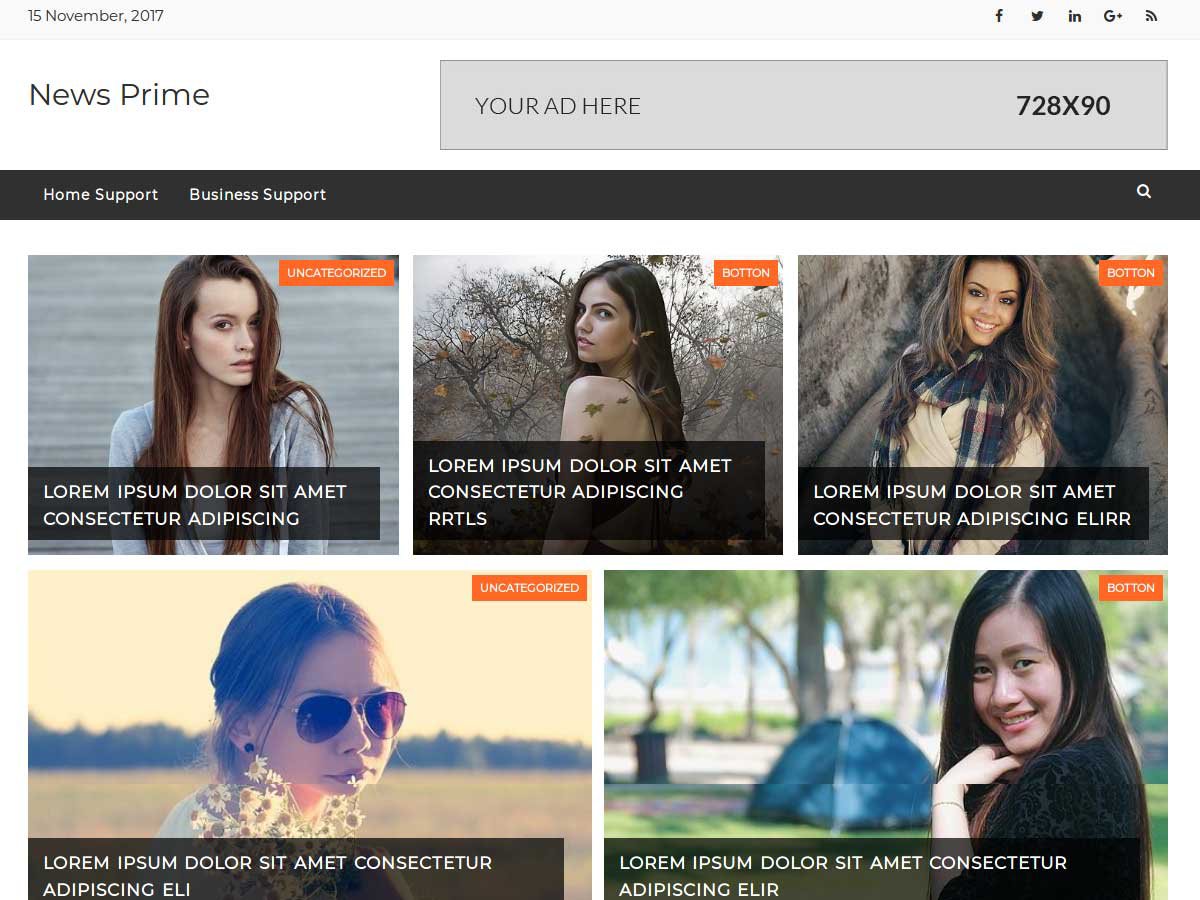 15 November, 2017
News Prime
YOUR AD HERE 728X90
Home Support Business Support
UNCATEGORIZED
LOREM IPSUM DOLOR SIT AMET
CONSECTETUR ADIPISCING
BOTTON
LOREM IPSUM DOLOR SIT AMET
CONSECTETUR ADIPISCING
RRTLS
BOTTON
LOREM IPSUM DOLOR SIT AMET
CONSECTETUR ADIPISCING ELIRR
UNCATEGORIZED
LOREM IPSUM DOLOR SIT AMET CONSECTETUR
ADIPISCING ELI
BOTTON
LOREM IPSUM DOLOR SIT AMET CONSECTETUR
ADIPISCING ELIR